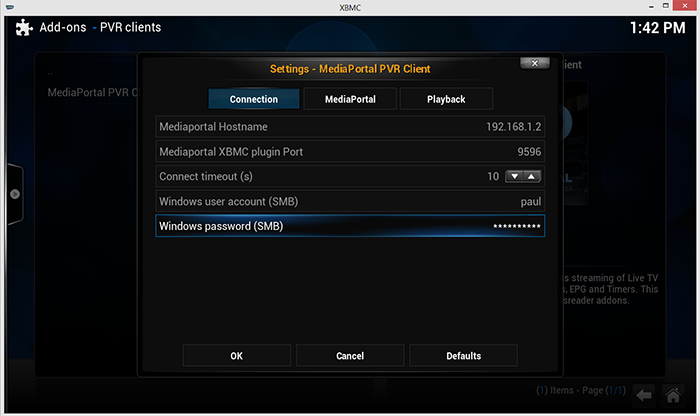 XBMC
Add-ons - PVR clients
1:42 PM
Settings - MediaPortal PVR Client
ient
..
MediaPortal PVR C
Connection MediaPortal Playback
Mediaportal Hostname 192.168.1.2
Mediaportal XBMC plugin Port 9596
Connect timeout (s) 10
Windows user account (SMB) paul
Windows password (SMB) **********
s streaming of Live TV
s, EPG and Timers. This
sreader addons.
OK Cancel Defaults
(1) Items - Page (1/1)